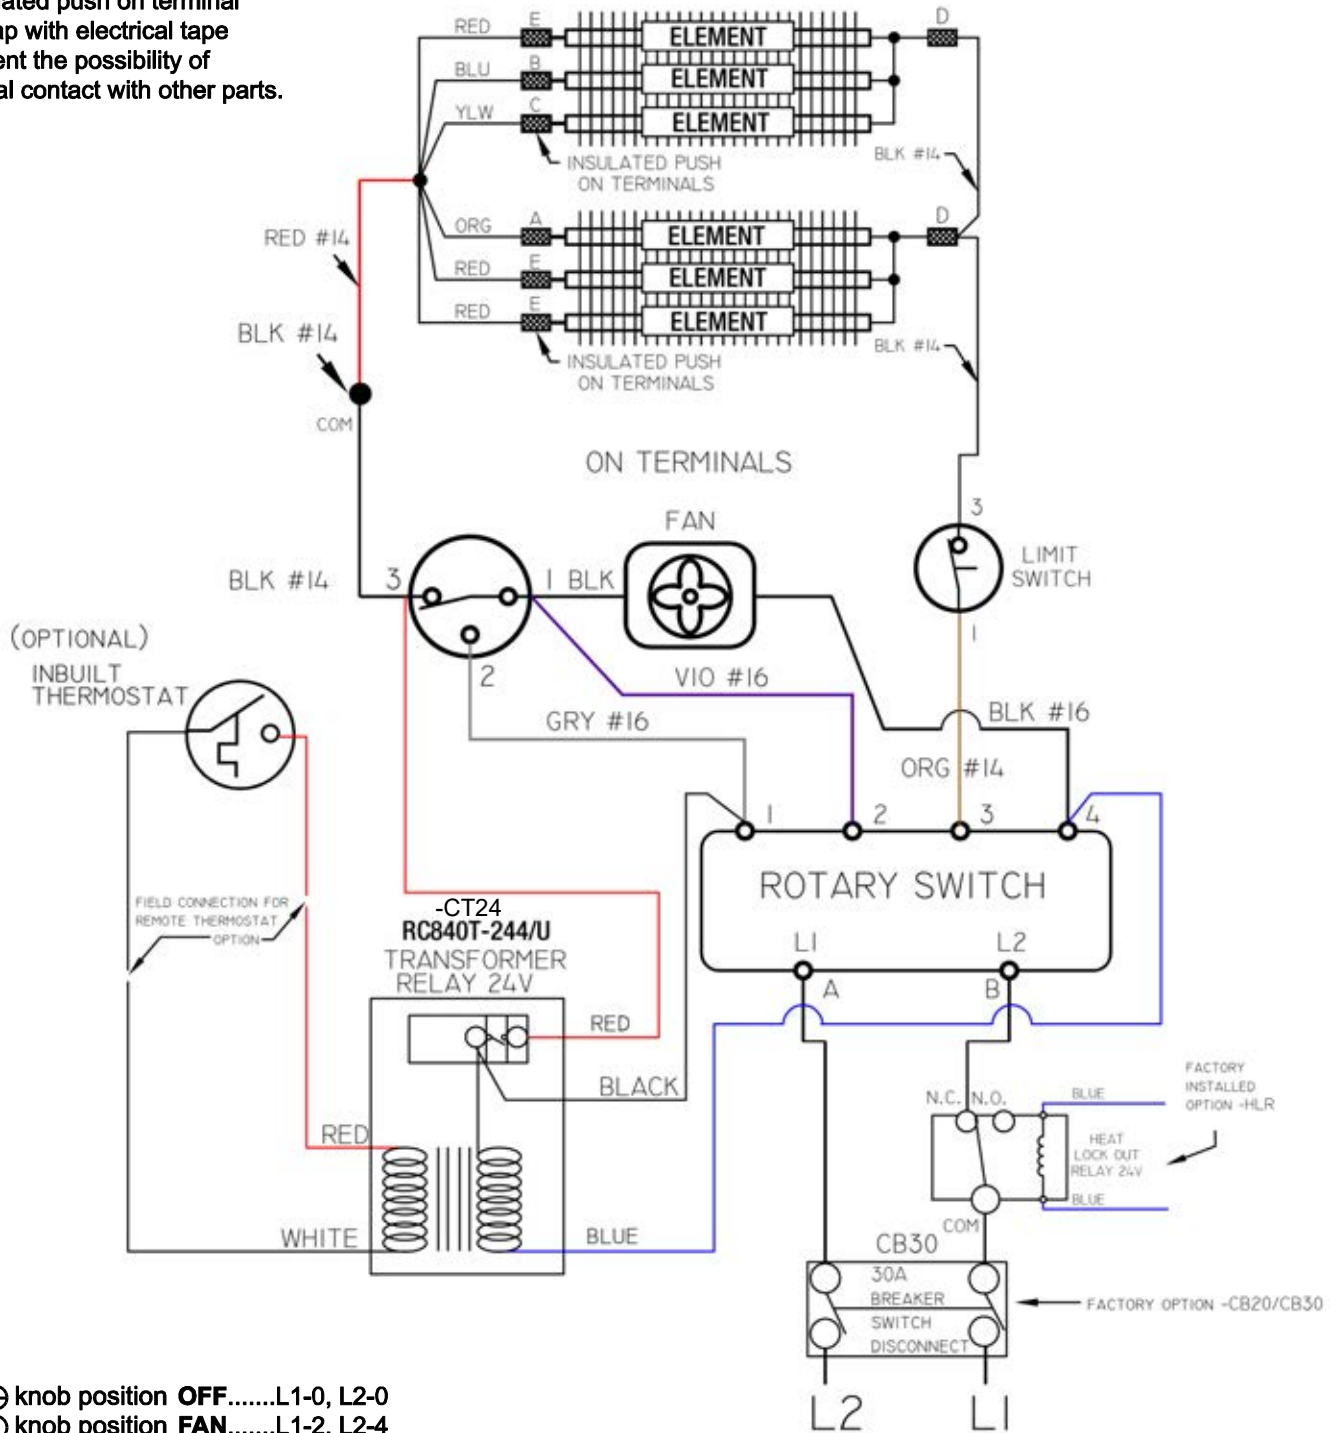 ated push on terminal
ap with electrical tape
ent the possibility of
al contact with other parts.
RED E ELEMENT D
BLU B ELEMENT
YLW C ELEMENT
INSULATED PUSH
ON TERMINALS
BLK #14
ORG A ELEMENT D
RED E ELEMENT
RED E ELEMENT
INSULATED PUSH
ON TERMINALS
BLK #14
RED #14
BLK #14
COM
ON TERMINALS
FAN
3
LIMIT
SWITCH
1
BLK #14 3 1 BLK
2
(OPTIONAL)
INBUILT
THERMOSTAT
VIO #16
GRY #16
BLK #16
ORG #14
1 2 3 4
ROTARY SWITCH
L1 L2
A B
FIELD CONNECTION FOR
REMOTE THERMOSTAT
OPTION
-CT24
RC840T-244/U
TRANSFORMER
RELAY 24V
RED
BLACK
RED
WHITE
BLUE
N.C. N.O.
BLUE
FACTORY
INSTALLED
OPTION -HLR
HEAT
LOCK OUT
RELAY 24V
BLUE
COM
CB30
30A
BREAKER
SWITCH
DISCONNECT
FACTORY OPTION -CB20/CB30
L2 L1
knob position OFF.......L1-0, L2-0
knob position FAN.......L1-2, L2-4